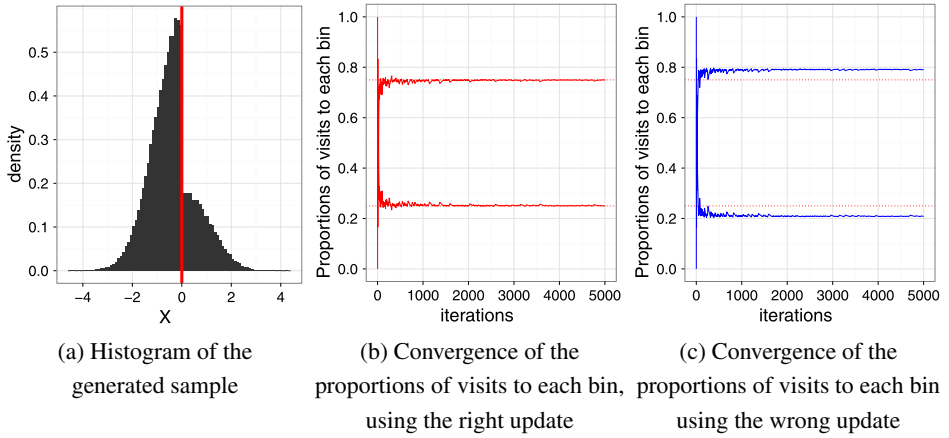 density
0.5
0.4
0.3
0.2
0.1
0.0
−4 −2 0 2 4
X
Proportions of visits to each bin
1.0
0.8
0.6
0.4
0.2
0.0
0 1000 2000 3000 4000 5000
iterations
Proportions of visits to each bin
1.0
0.8
0.6
0.4
0.2
0.0
0 1000 2000 3000 4000 5000
iterations
(a) Histogram of the
generated sample
(b) Convergence of the
proportions of visits to each bin,
using the right update
(c) Convergence of the
proportions of visits to each bin
using the wrong update